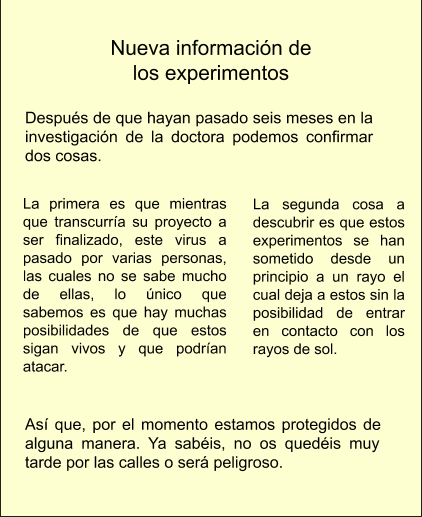 Nueva información de
los experimentos
Después de que hayan pasado seis meses en la
investigación de la doctora podemos confirmar
dos cosas.
La primera es que mientras
que transcurría su proyecto a
ser finalizado, este virus a
pasado por varias personas,
las cuales no se sabe mucho
de ellas, lo único que
sabemos es que hay muchas
posibilidades de que estos
sigan vivos y que podrían
atacar.
La segunda cosa a
descubrir es que estos
experimentos se han
sometido desde un
principio a un rayo el
cual deja a estos sin la
posibilidad de entrar
en contacto con los
rayos de sol.
Así que, por el momento estamos protegidos de
alguna manera. Ya sabéis, no os quedéis muy
tarde por las calles o será peligroso.